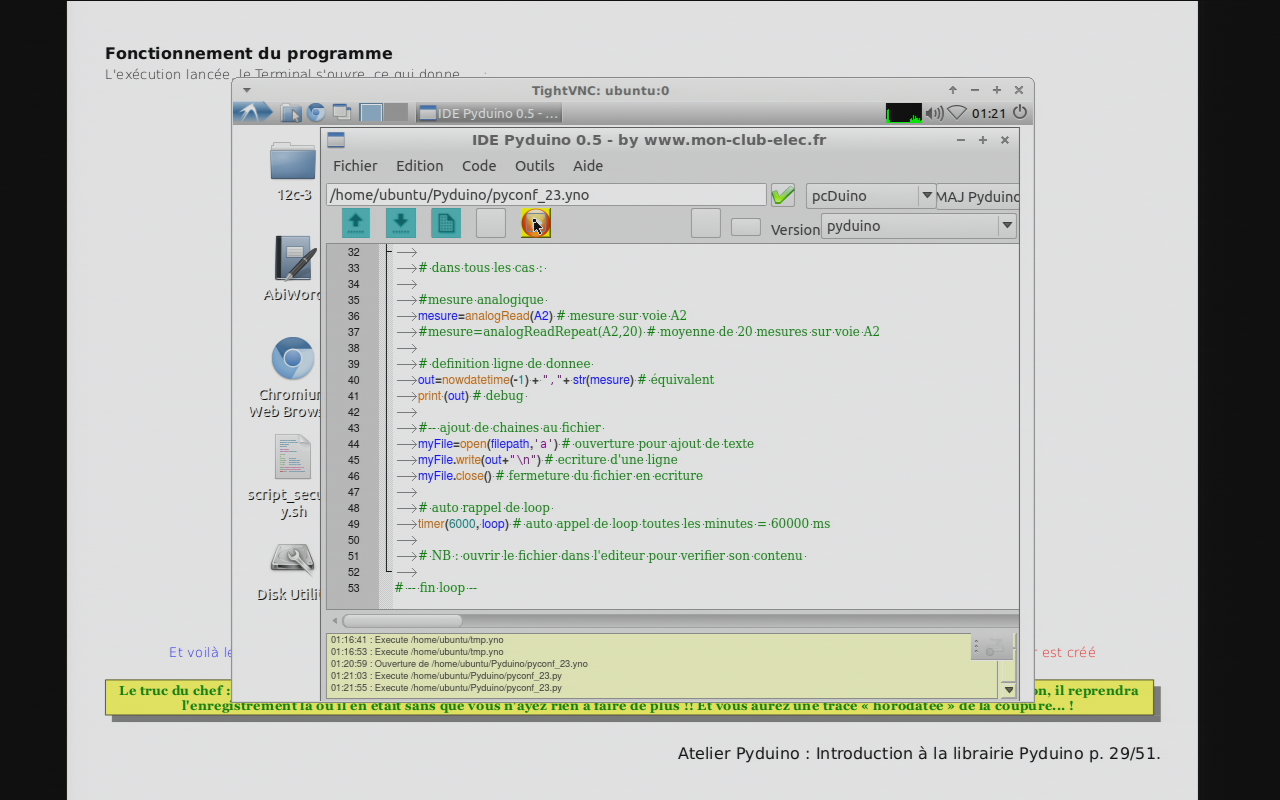 Fonctionnement du programme
L'exécution lancée, le Terminal s'ouvre, ce qui donne
TightVNC: ubuntu:0
IDE Pyduino 0.5 - ...
01:21
IDE Pyduino 0.5 - by www.mon-club-elec.fr
Fichier Edition Code Outils Aide
/home/ubuntu/Pyduino/pyconf_23.yno
pcDuino
MAJ Pyduino
Version
pyduino
12c-3
AbiWord
Chromium
Web Brows
script_secu
y.sh
Disk Utili
32
33 # dans tous les cas :
34
35 #mesure analogique
36 mesure=analogRead(A2) # mesure sur voie A2
37 #mesure=analogReadRepeat(A2,20) # moyenne de 20 mesures sur voie A2
38
39 # definition ligne de donnee
40 out=nowdatetime(-1) + ","+ str(mesure) # équivalent
41 print (out) # debug
42
43 #-- ajout de chaines au fichier
44 myFile=open(filepath,'a') # ouverture pour ajout de texte
45 myFile.write(out+"\n") # ecriture d'une ligne
46 myFile.close() # fermeture du fichier en ecriture
47
48 # auto rappel de loop
49 timer(6000, loop) # auto appel de loop toutes les minutes = 60000 ms
50
51 # NB : ouvrir le fichier dans l'editeur pour verifier son contenu
52
53 # -- fin loop --
01:16:41 : Execute /home/ubuntu/tmp.yno
01:16:53 : Execute /home/ubuntu/tmp.yno
01:20:59 : Ouverture de /home/ubuntu/Pyduino/pyconf_23.yno
01:21:03 : Execute /home/ubuntu/Pyduino/pyconf_23.py
01:21:55 : Execute /home/ubuntu/Pyduino/pyconf_23.py
Et voilà le
r est créé
Le truc du chef :
on, il reprendra
l'enregistrement là où il en était sans que vous n'ayez rien à faire de plus !! Et vous aurez une trace « horodatée » de la coupure... !
Atelier Pyduino : Introduction à la librairie Pyduino p. 29/51.